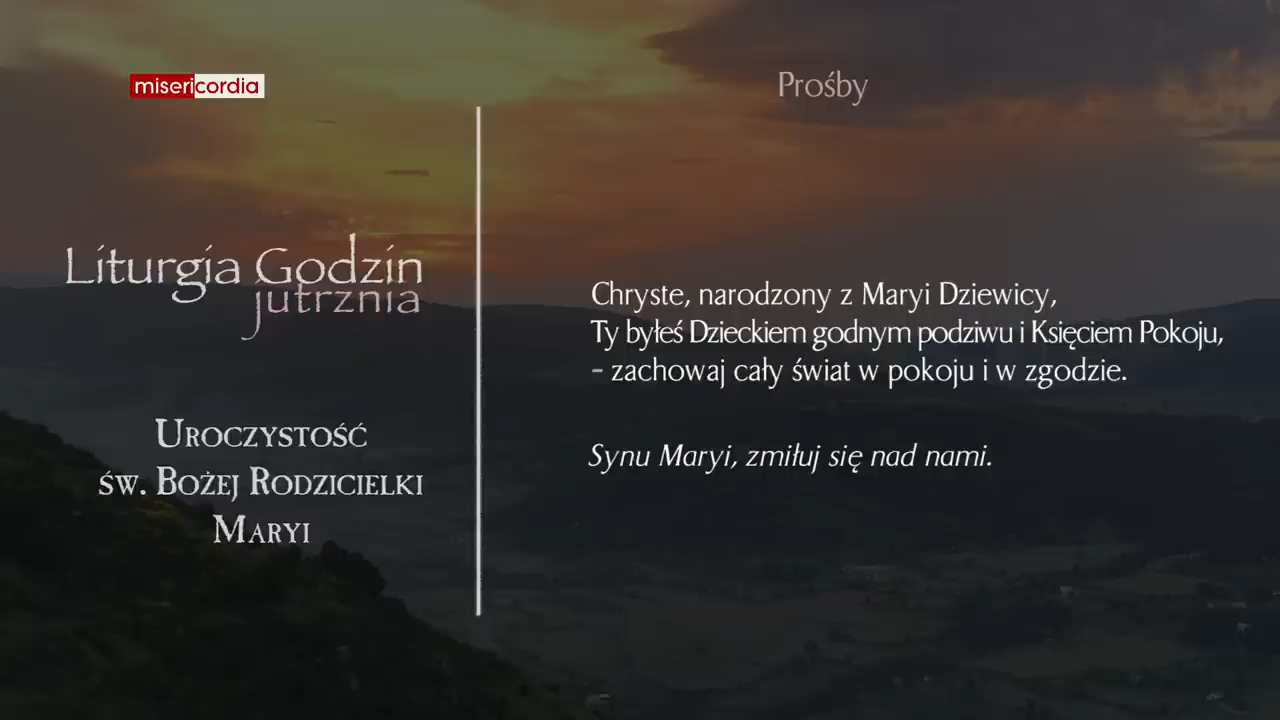 misericordia
Prośby
Liturgia Godzin
jutrznia
Uroczystość
św. Bożej Rodzicielki
Maryi
Chryste, narodzony z Maryi Dziewicy,
Ty byłeś Dzieckiem godnym podziwu i Księciem Pokoju,
- zachowaj cały świat w pokoju i w zgodzie.
Synu Maryi, zmiłuj się nad nami.